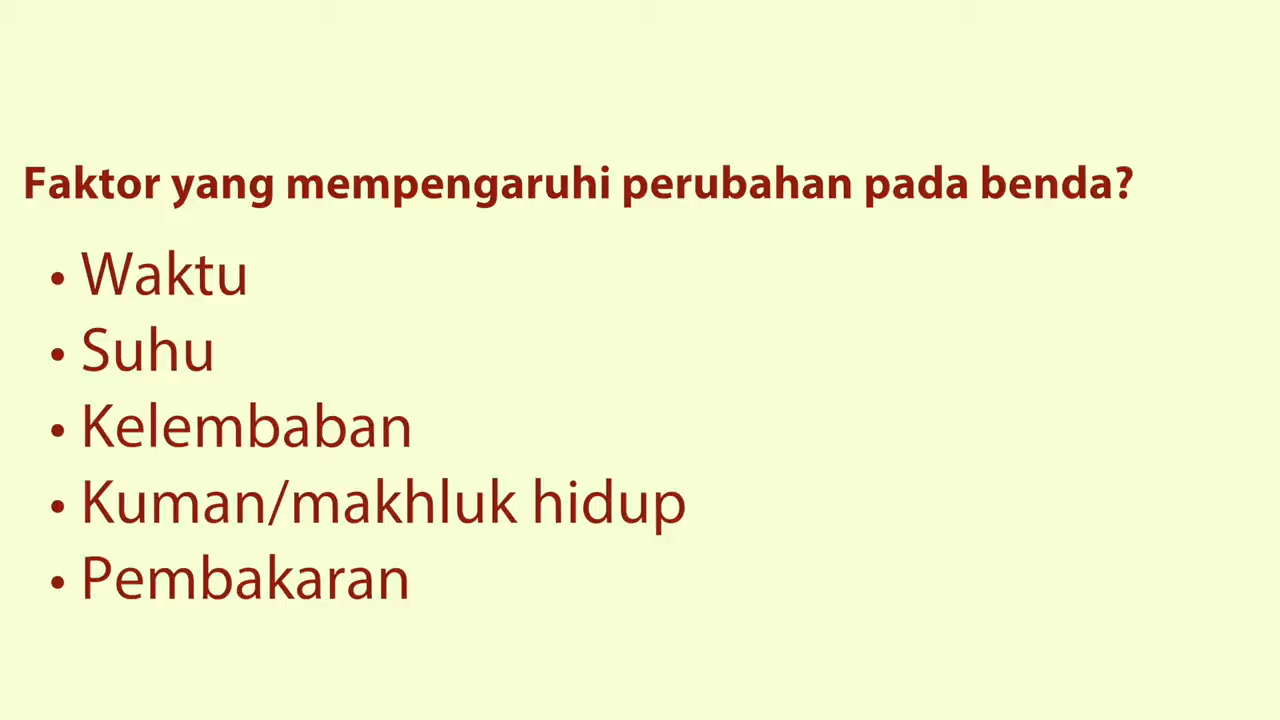 Faktor yang mempengaruhi perubahan pada benda?
• Waktu
• Suhu
• Kelembaban
• Kuman/makhluk hidup
• Pembakaran